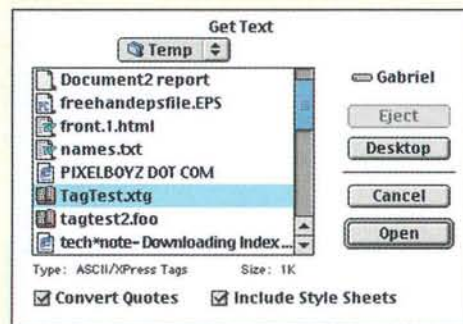 Get Text
Temp
Document2 report
freehandepsfile.EPS
front.1.html
names.txt
PIXELBOYZ DOT COM
TagTest.xtg
tagtest2.foo
tech*note-Downloading Index...
Gabriel
Eject
Desktop
Cancel
Open
Type: ASCII/XPress Tags Size: 1K
Convert Quotes Include Style Sheets